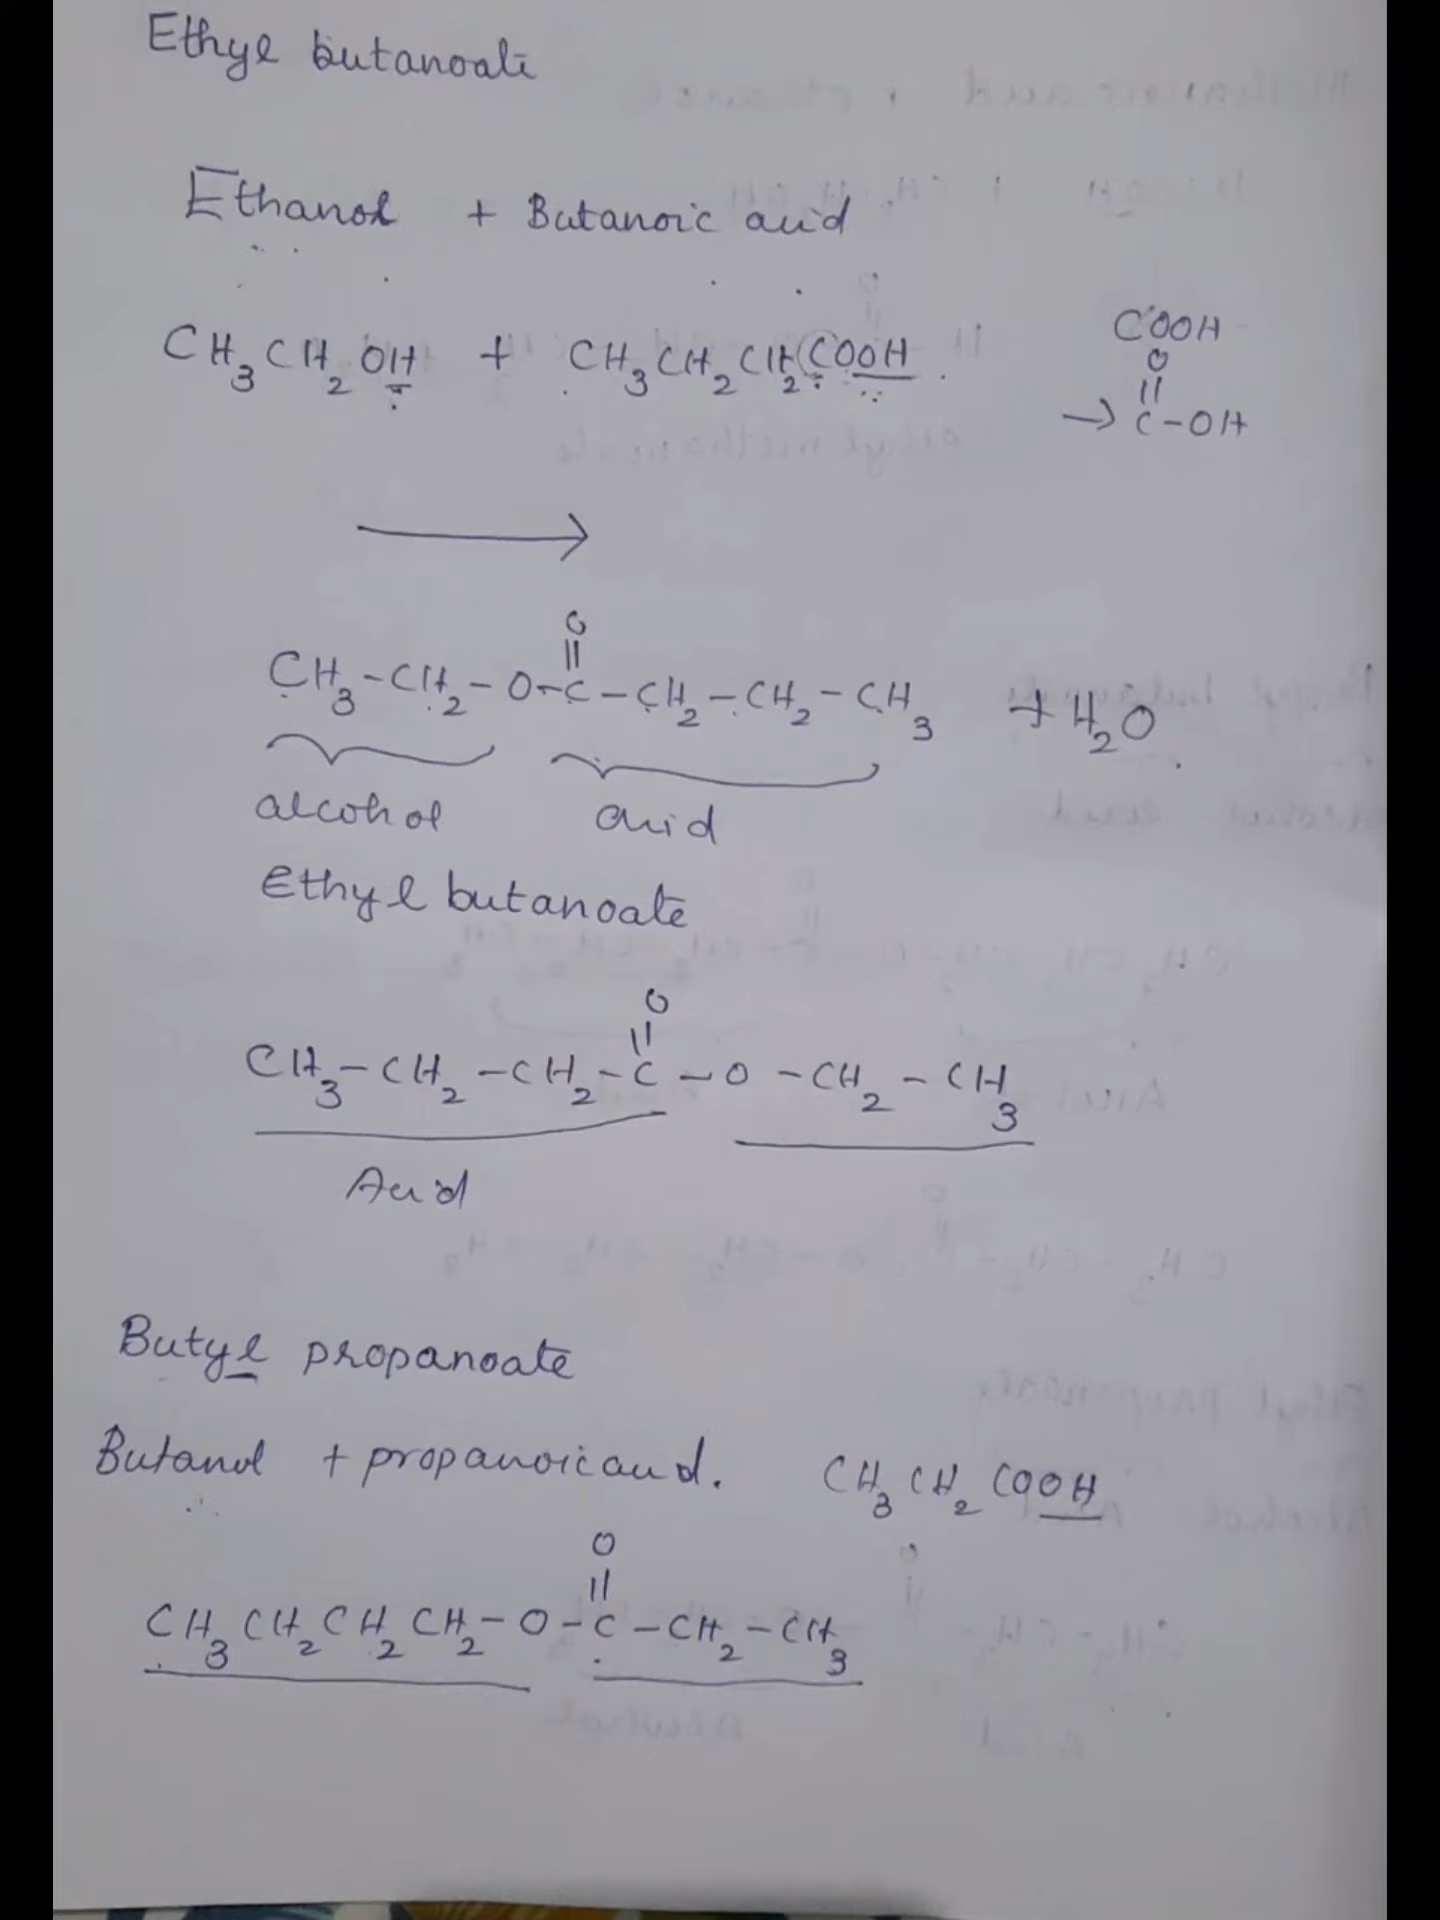 Ethyl butanoate
Ethanol + Butanoic acid
CH₃CH₂OH + CH₃CH₂CH₂COOH
COOH
O
||
→ C-OH
→
O
||
CH₃-CH₂-O-C-CH₂-CH₂-CH₃ + H₂O
alcohol acid
Ethyl butanoate
O
||
CH₃-CH₂-CH₂-C-O-CH₂-CH₃
Acid
Butyl propanoate
Butanol + propanoic acid. CH₃CH₂COOH
O
||
CH₃CH₂CH₂CH₂-O-C-CH₂-CH₃